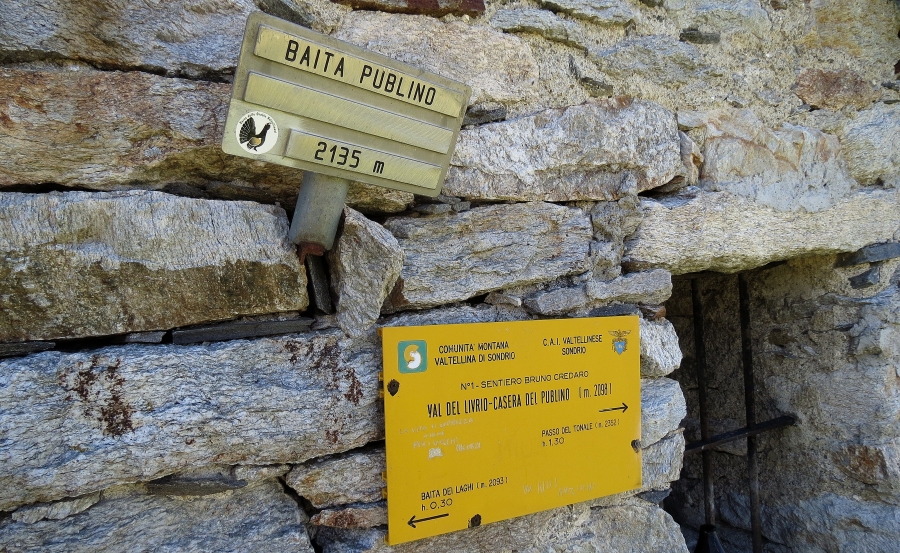 BAITA PUBLINO
2135 m
COMUNITA' MONTANA
VALTELLINA DI SONDRIO
C.A.I. VALTELLINESE
SONDRIO
N°1 - SENTIERO BRUNO CREDARO
VAL DEL LIVRIO-CASERA DEL PUBLINO (m. 2098)
PASSO DEL TONALE (m. 2352)
h. 1.30
BAITA DEI LAGHI (m. 2093)
h. 0.30